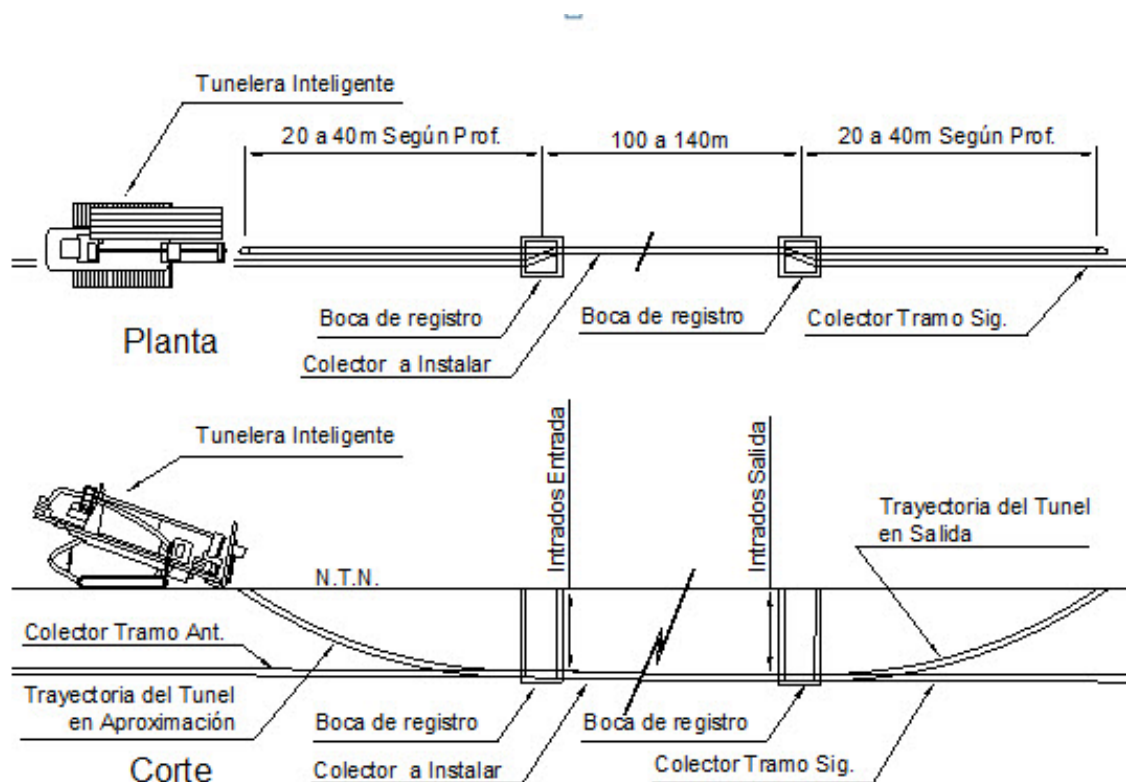 Tunelera Inteligente
20 a 40m Según Prof.
100 a 140m
20 a 40m Según Prof.
Boca de registro
Boca de registro
Colector Tramo Sig.
Planta
Colector a Instalar
Tunelera Inteligente
Intrados Entrada
Intrados Salida
Trayectoria del Tunel
en Salida
N.T.N.
Colector Tramo Ant.
Trayectoria del Tunel
en Aproximación
Boca de registro
Boca de registro
Corte
Colector a Instalar
Colector Tramo Sig.